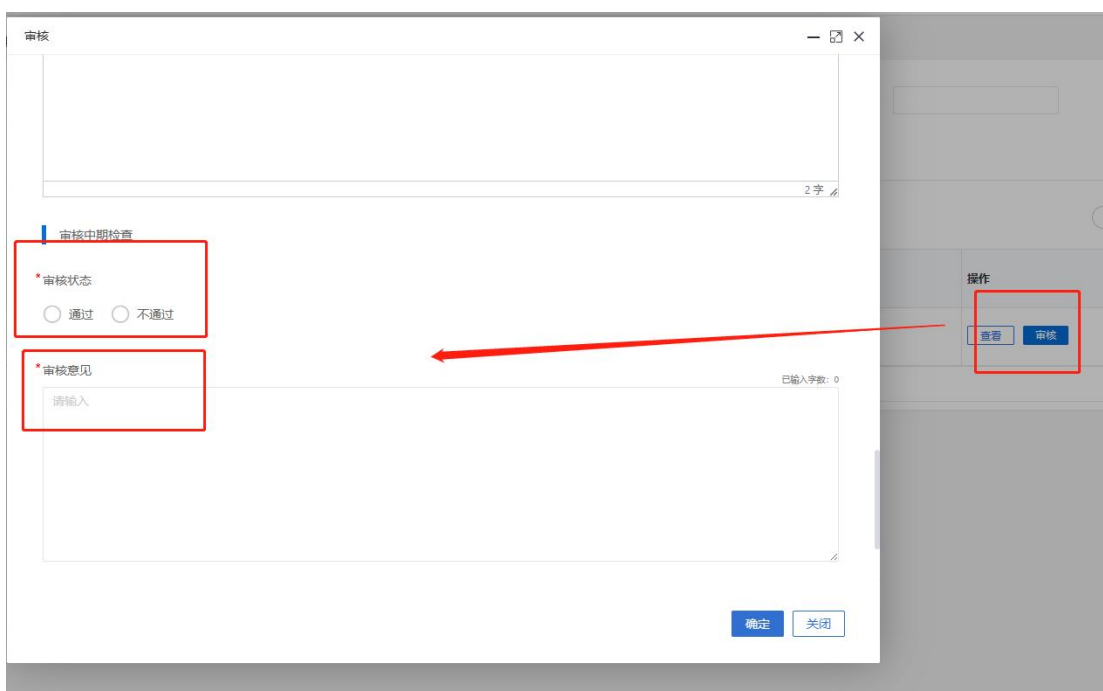 审核
2 字
审核中期检查
*审核状态
通过 不通过
*审核意见
已输入字数: 0
请输入
确定 关闭
操作
查看 审核